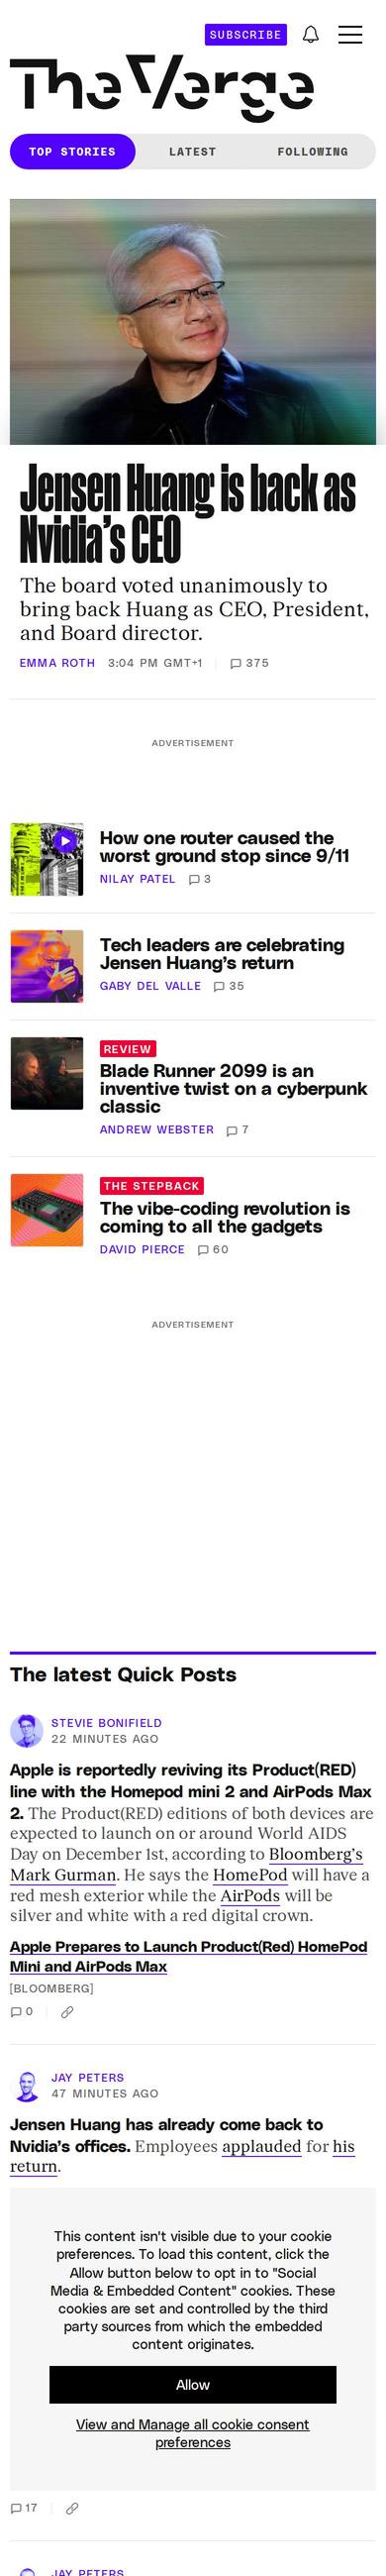 SUBSCRIBE
The Verge
TOP STORIES LATEST FOLLOWING
Jensen Huang is back as
Nvidia's CEO
The board voted unanimously to
bring back Huang as CEO, President,
and Board director.
EMMA ROTH 3:04 PM GMT+1 375
ADVERTISEMENT
How one router caused the
worst ground stop since 9/11
NILAY PATEL 3
Tech leaders are celebrating
Jensen Huang's return
GABY DEL VALLE 35
REVIEW
Blade Runner 2099 is an
inventive twist on a cyberpunk
classic
ANDREW WEBSTER 7
THE STEPBACK
The vibe-coding revolution is
coming to all the gadgets
DAVID PIERCE 60
ADVERTISEMENT
The latest Quick Posts
STEVIE BONIFIELD
22 MINUTES AGO
Apple is reportedly reviving its Product(RED)
line with the Homepod mini 2 and AirPods Max
2. The Product(RED) editions of both devices are
expected to launch on or around World AIDS
Day on December 1st, according to Bloomberg's
Mark Gurman. He says the HomePod will have a
red mesh exterior while the AirPods will be
silver and white with a red digital crown.
Apple Prepares to Launch Product(Red) HomePod
Mini and AirPods Max
[BLOOMBERG]
0
JAY PETERS
47 MINUTES AGO
Jensen Huang has already come back to
Nvidia's offices. Employees applauded for his
return.
This content isn't visible due to your cookie
preferences. To load this content, click the
Allow button below to opt in to "Social
Media & Embedded Content" cookies. These
cookies are set and controlled by the third
party sources from which the embedded
content originates.
Allow
View and Manage all cookie consent
preferences
17
JAY PETERS